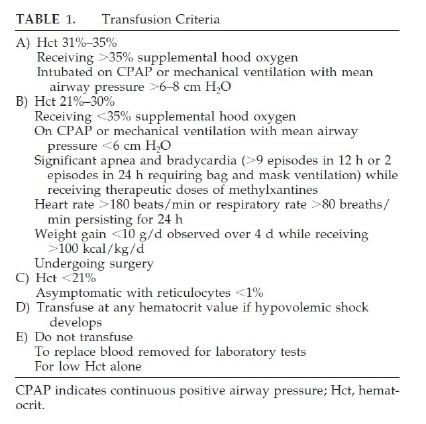 TABLE 1. Transfusion Criteria
A) Hct 31%–35%
Receiving >35% supplemental hood oxygen
Intubated on CPAP or mechanical ventilation with mean
airway pressure >6–8 cm H₂O
B) Hct 21%–30%
Receiving <35% supplemental hood oxygen
On CPAP or mechanical ventilation with mean airway
pressure <6 cm H₂O
Significant apnea and bradycardia (>9 episodes in 12 h or 2
episodes in 24 h requiring bag and mask ventilation) while
receiving therapeutic doses of methylxantines
Heart rate >180 beats/min or respiratory rate >80 breaths/
min persisting for 24 h
Weight gain <10 g/d observed over 4 d while receiving
>100 kcal/kg/d
Undergoing surgery
C) Hct <21%
Asymptomatic with reticulocytes <1%
D) Transfuse at any hematocrit value if hypovolemic shock
develops
E) Do not transfuse
To replace blood removed for laboratory tests
For low Hct alone
CPAP indicates continuous positive airway pressure; Hct, hemat-
ocrit.